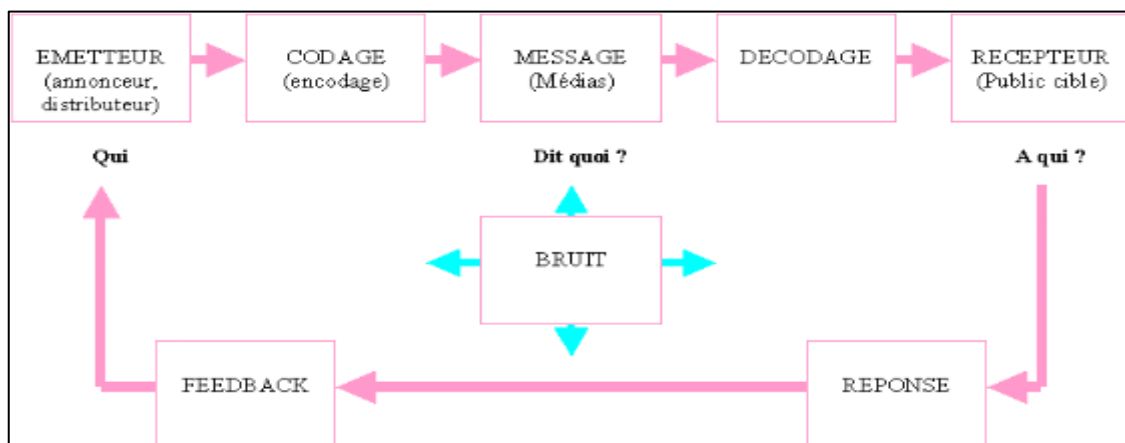 EMETTEUR
(annonceur,
distributeur)
CODAGE
(encodage)
MESSAGE
(Médias)
DECODAGE
RECEPTEUR
(Public cible)
Qui
Dit quoi ?
A qui ?
BRUIT
FEEDBACK
REPONSE